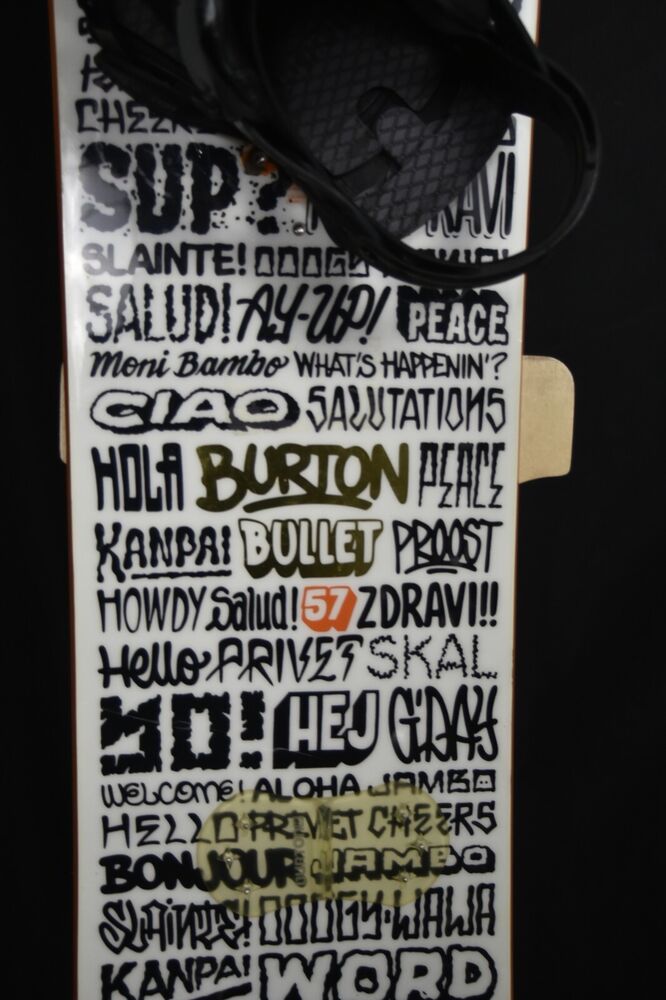 SUP?
SLAINTE!
SALUD! AY-UP! PEACE
Moni Bambo WHAT'S HAPPENIN'?
CIAO SALUTATIONS
HOLA BURTON PEACE
KANPAI BULLET PROOST
HOWDY Salud! 57 ZDRAVI!!
Hello PRIVET SKAL
YO! HEJ G'DAY
WELCOME! ALOHA JAMBO
HELLO PRIVET CHEERS
BONJOUR JAMBO
SLAINTE! OOOGY-WAWA
KANPAI WORD